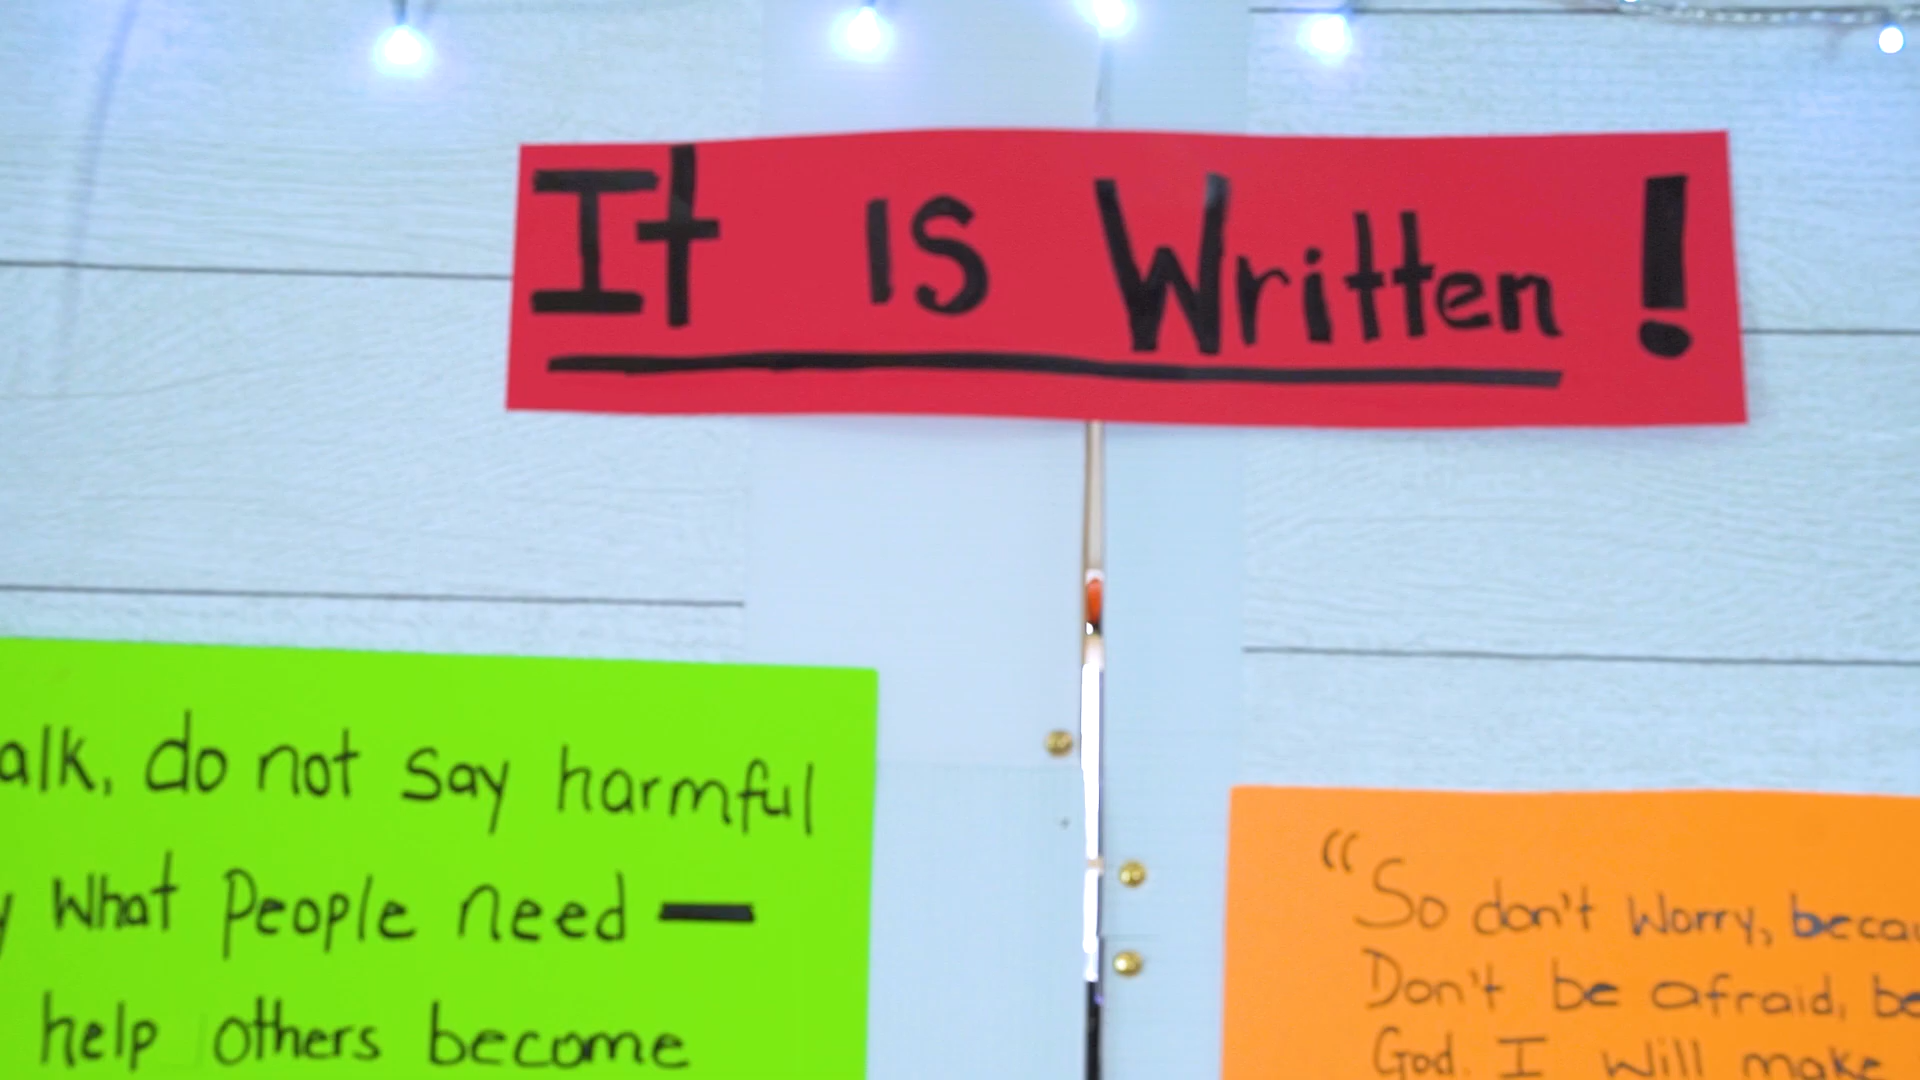 It is Written!
alk, do not say harmful
y what people need —
help others become
"So don't worry, becau
Don't be afraid, be
God. I will make